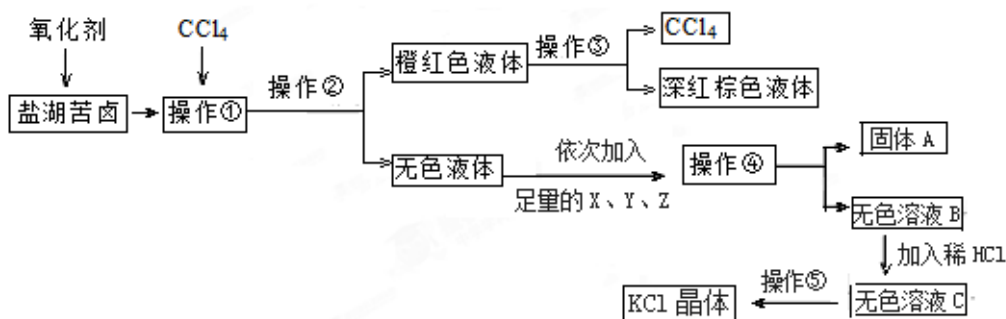 氧化剂
CCl4
盐湖苦卤
操作①
操作②
橙红色液体
操作③
CCl4
深红棕色液体
无色液体
依次加入
足量的X、Y、Z
操作④
固体A
无色溶液B
加入稀HCl
无色溶液C
操作⑤
KCl晶体